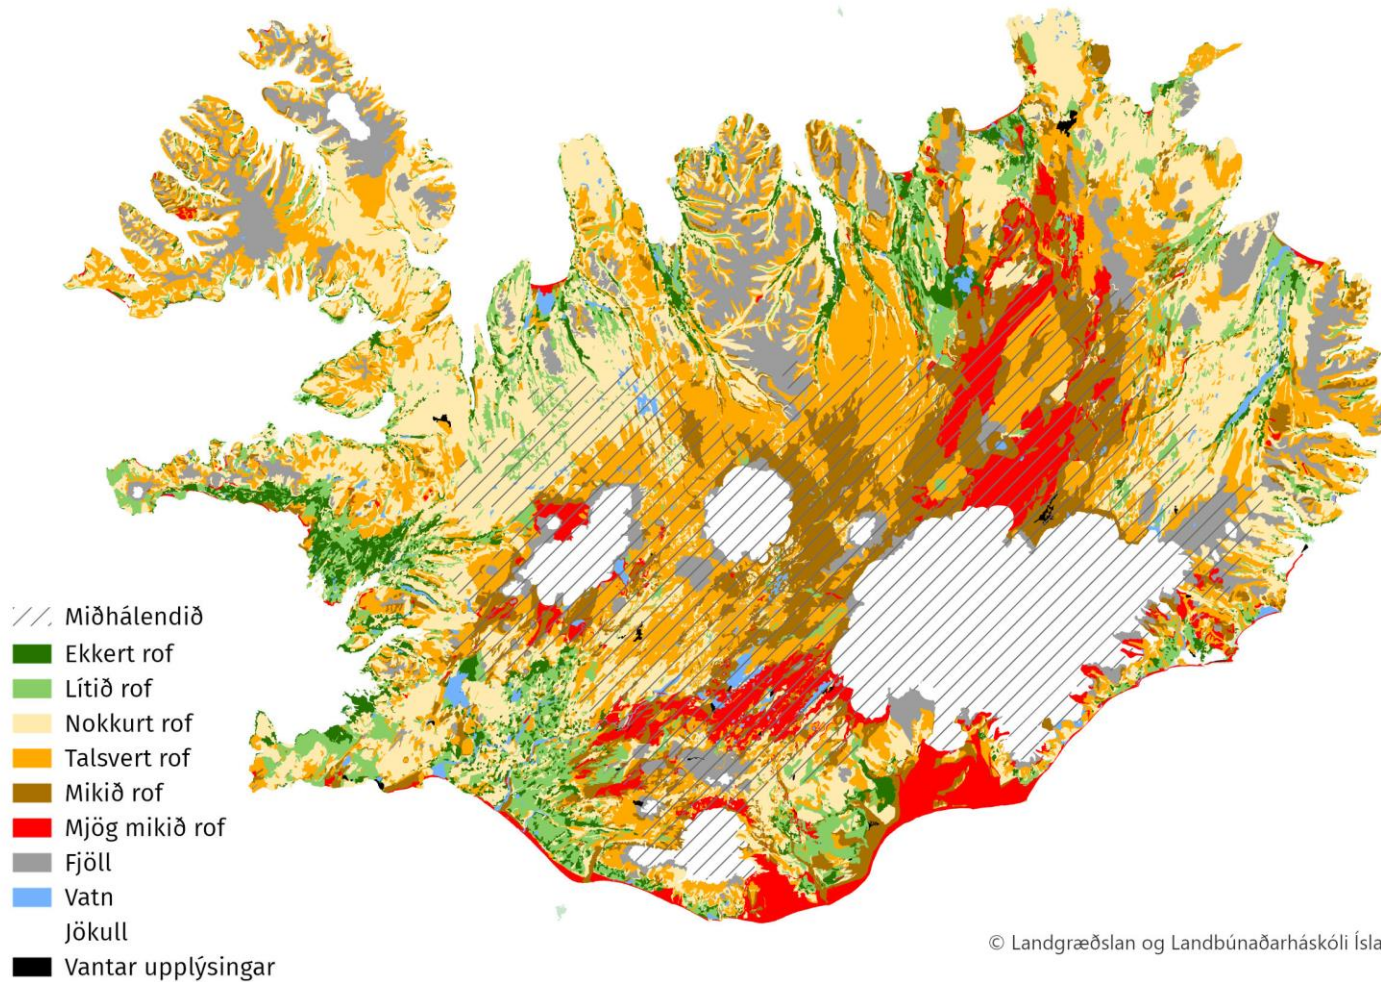 Miðhálendið
Ekkert rof
Lítið rof
Nokkurt rof
Talsvert rof
Mikið rof
Mjög mikið rof
Fjöll
Vatn
Jökull
Vantar upplýsingar
© Landgræðslan og Landbúnaðarháskóli Ísla